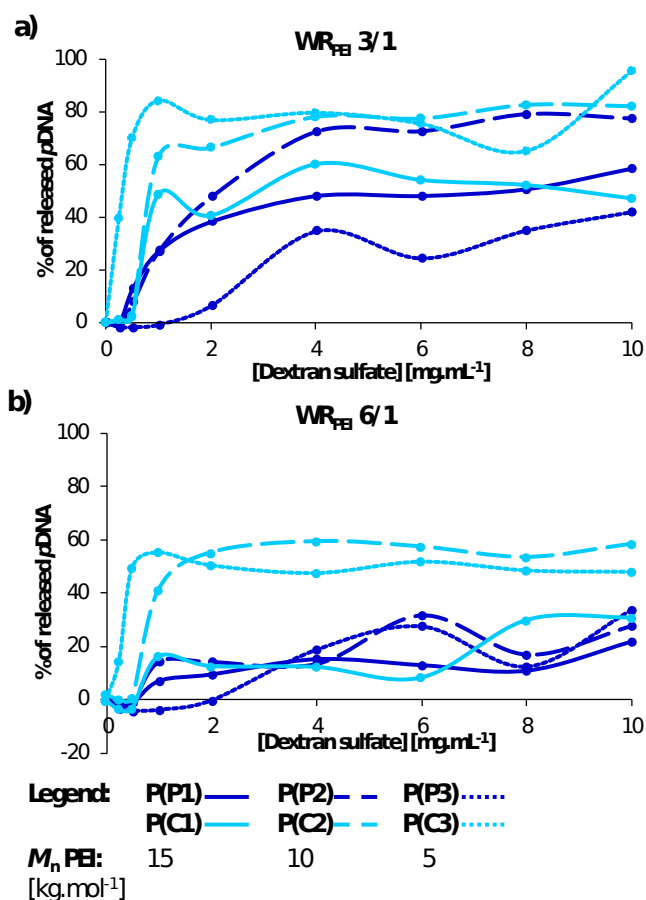 a)
WR_PEI 3/1
% of released pDNA
100
80
60
40
20
0
0 2 4 6 8 10
[Dextran sulfate] [mg.mL⁻¹]
b)
WR_PEI 6/1
% of released pDNA
100
80
60
40
20
0
-20
0 2 4 6 8 10
[Dextran sulfate] [mg.mL⁻¹]
Legend: P(P1) P(P2) P(P3)
P(C1) P(C2) P(C3)
Mₙ PEI: 15 10 5
[kg.mol⁻¹]